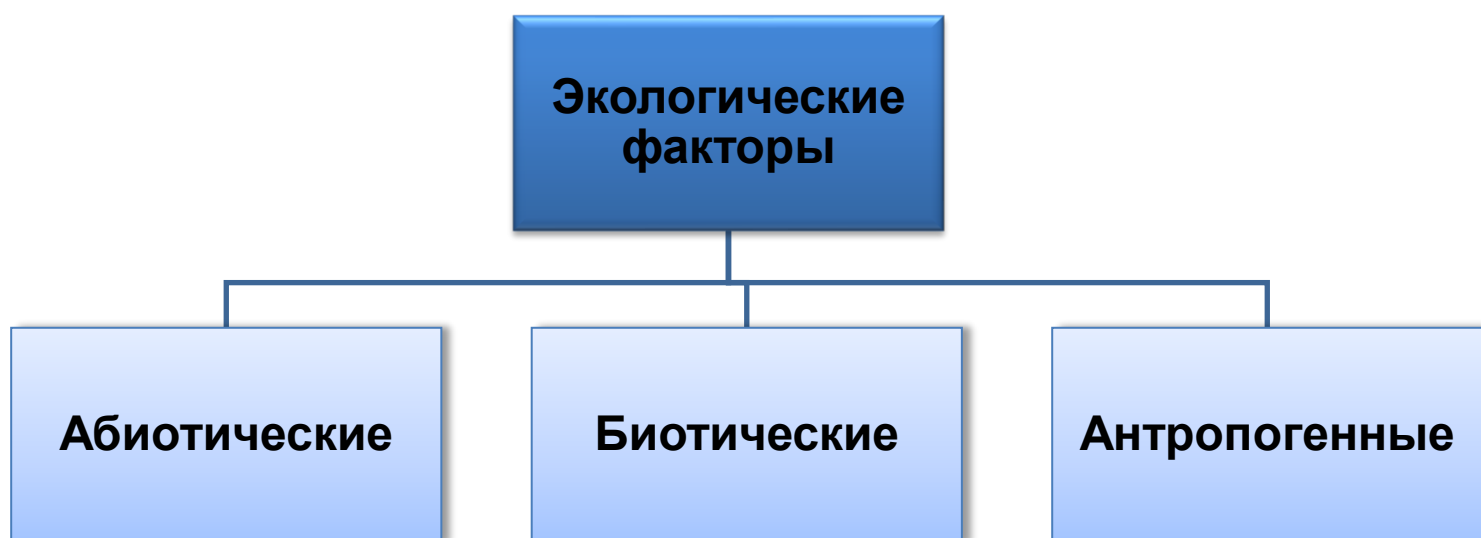 Экологические
факторы
Абиотические
Биотические
Антропогенные